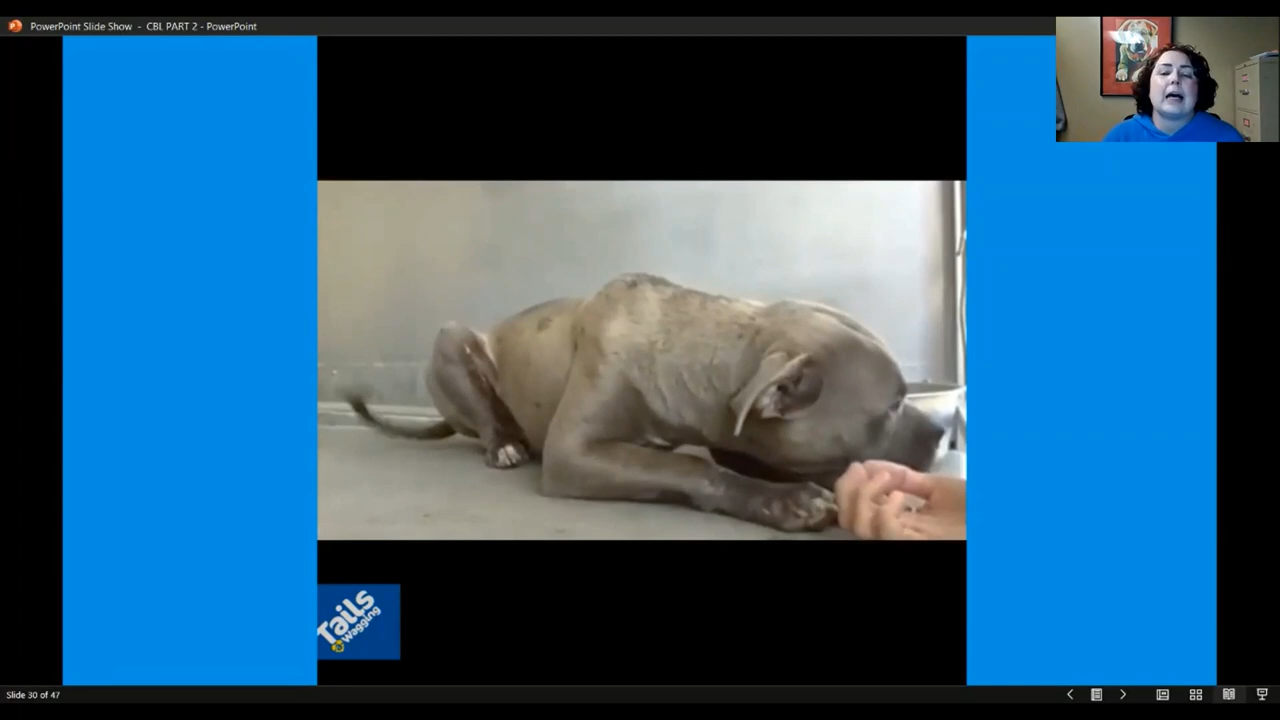 PowerPoint Slide Show - CBL PART 2 - PowerPoint
Tails
Wagging
Slide 30 of 47